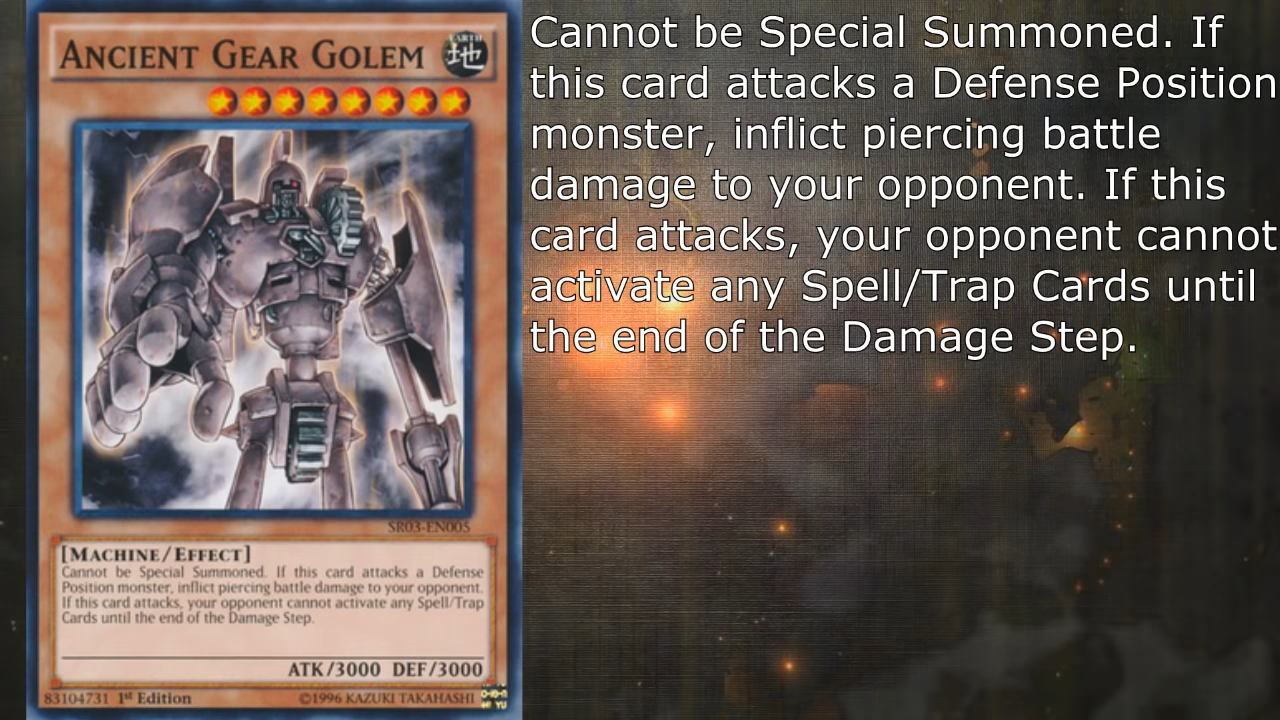 ANCIENT GEAR GOLEM
EARTH
地
SR03-EN005
[MACHINE/EFFECT]
Cannot be Special Summoned. If this card attacks a Defense
Position monster, inflict piercing battle damage to your opponent.
If this card attacks, your opponent cannot activate any Spell/Trap
Cards until the end of the Damage Step.
ATK/3000 DEF/3000
83104731 1st Edition
©1996 KAZUKI TAKAHASHI
Cannot be Special Summoned. If
this card attacks a Defense Position
monster, inflict piercing battle
damage to your opponent. If this
card attacks, your opponent cannot
activate any Spell/Trap Cards until
the end of the Damage Step.